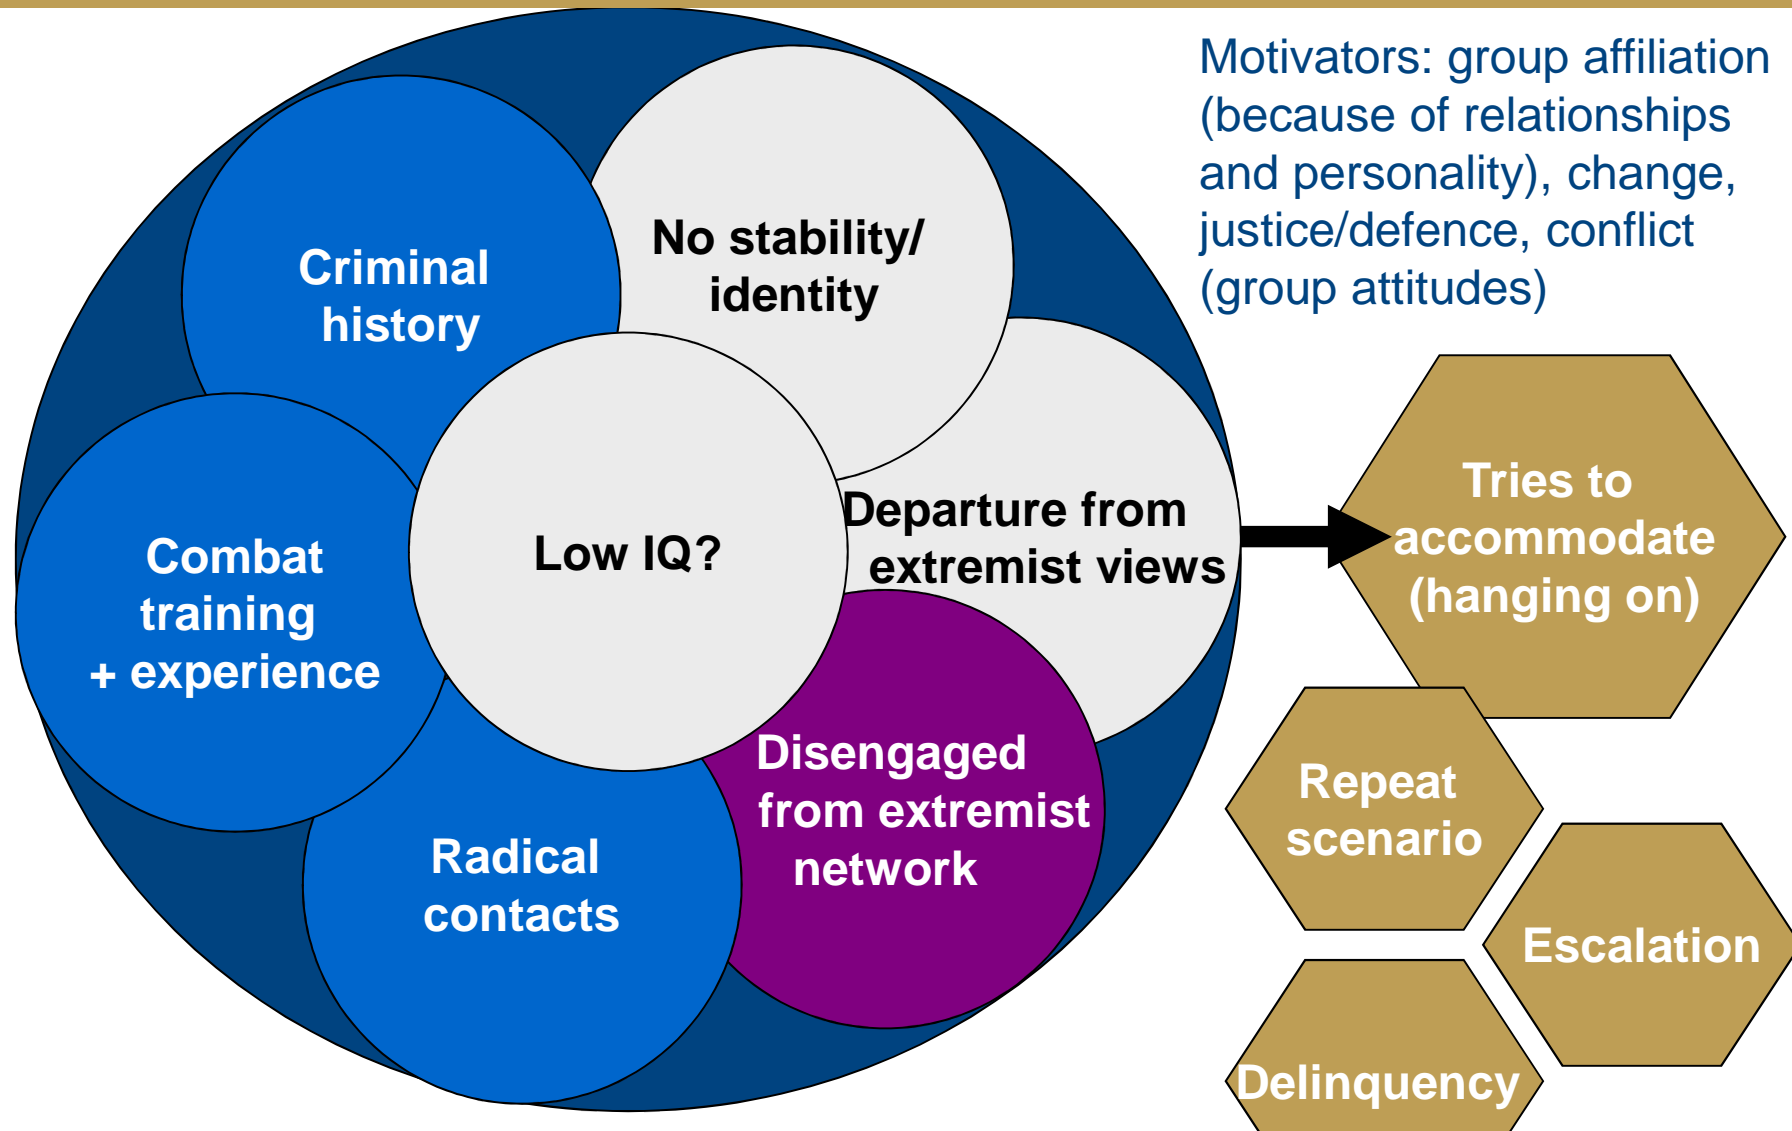 Motivators: group affiliation
(because of relationships
and personality), change,
justice/defence, conflict
(group attitudes)
No stability/
identity
Criminal
history
Low IQ?
Departure from
extremist views
Combat
training
+ experience
Disengaged
from extremist
network
Radical
contacts
Tries to
accommodate
(hanging on)
Repeat
scenario
Escalation
Delinquency